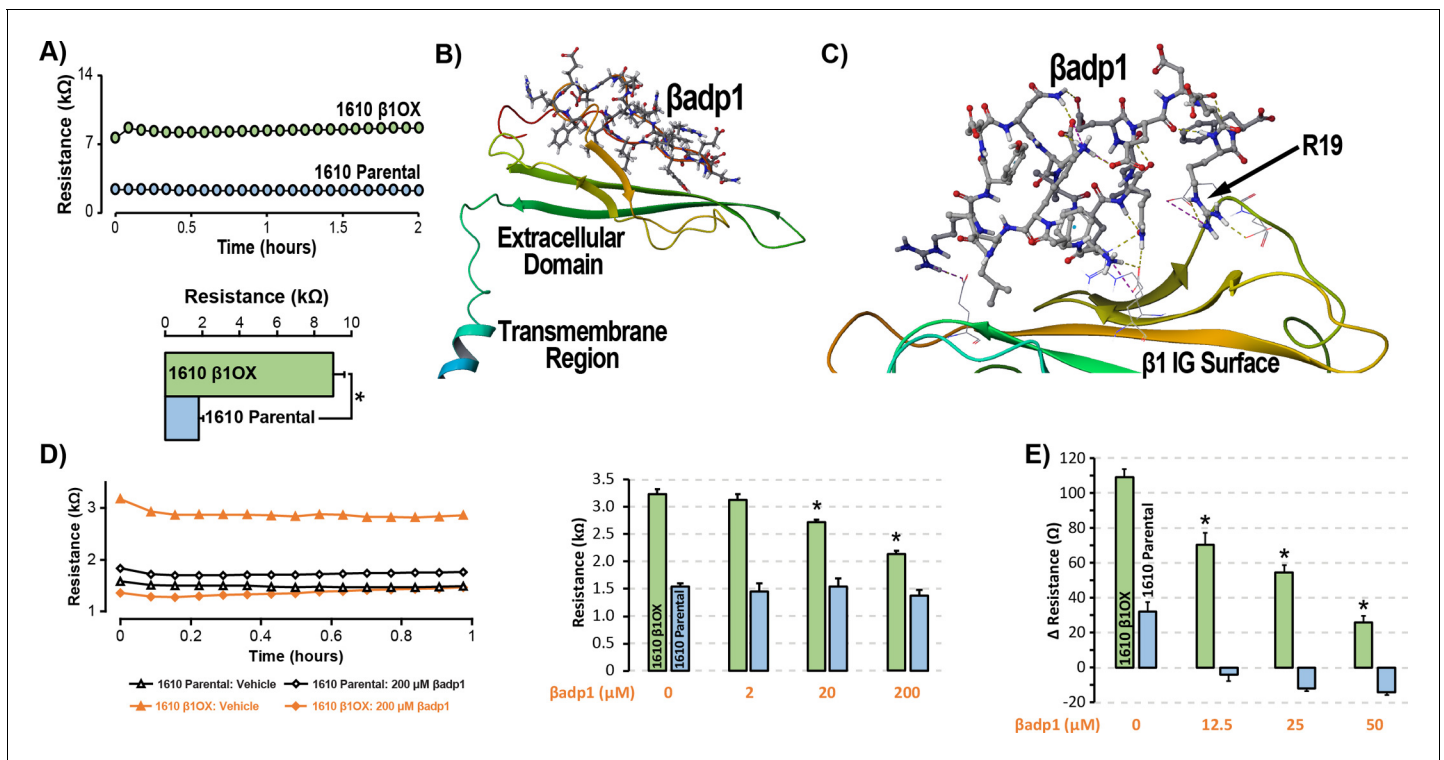 A)
14
7
0
Resistance (kΩ)
1610 β1OX
1610 Parental
0
0.5
1
1.5
2
Time (hours)
Resistance (kΩ)
0 2 4 6 8 10
1610 β1OX
1610 Parental
*
B)
βadp1
Extracellular
Domain
Transmembrane
Region
C)
βadp1
R19
β1 IG Surface
D)
3
2
1
Resistance (kΩ)
0 0.2 0.4 0.6 0.8 1
Time (hours)
1610 Parental: Vehicle
1610 Parental: 200 µM βadp1
1610 β1OX: Vehicle
1610 β1OX: 200 µM βadp1
3.5
3.0
2.5
2.0
1.5
1.0
0.5
0
Resistance (kΩ)
1610 β1OX
1610 Parental
*
*
βadp1 (µM) 0 2 20 200
E)
120
100
80
60
40
20
0
-20
Δ Resistance (Ω)
1610 β1OX
1610 Parental
*
*
*
βadp1 (µM) 0 12.5 25 50